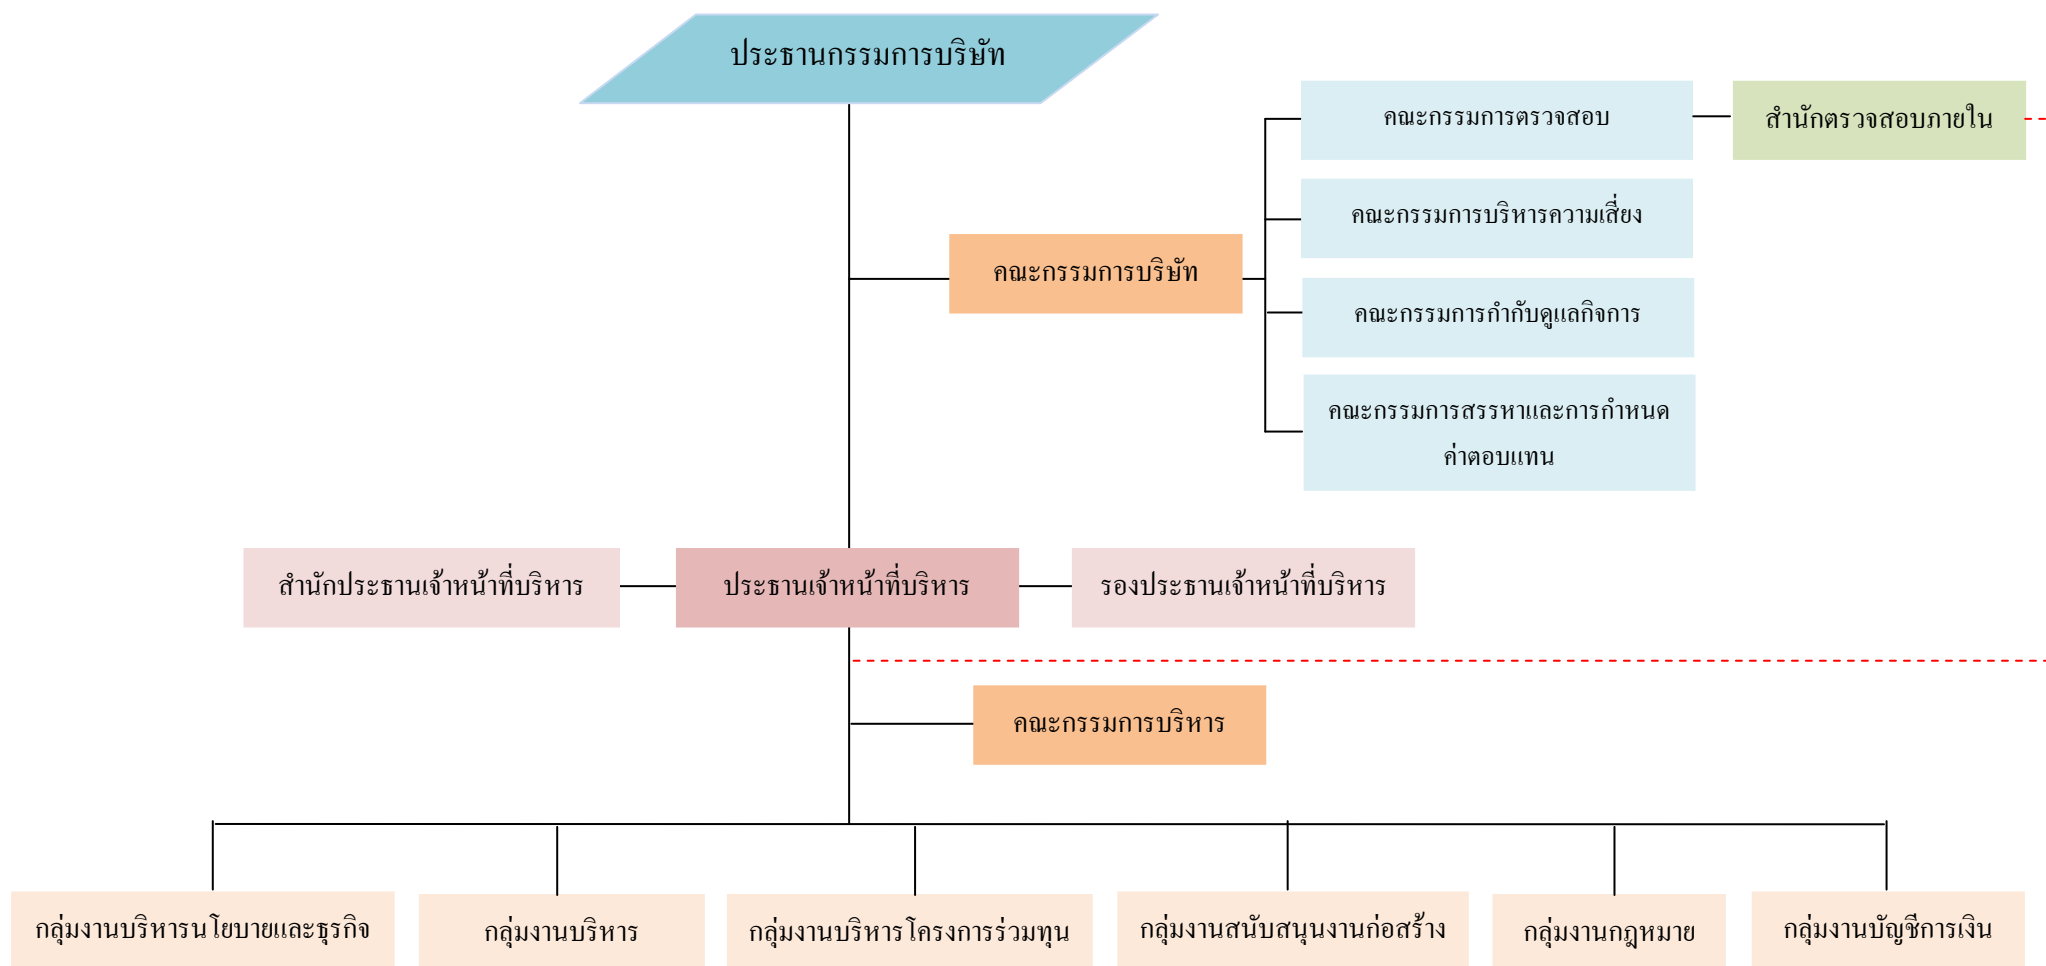 ประธานกรรมการบริษัท
คณะกรรมการตรวจสอบ
สำนักตรวจสอบภายใน
คณะกรรมการบริหารความเสี่ยง
คณะกรรมการบริษัท
คณะกรรมการกำกับดูแลกิจการ
คณะกรรมการสรรหาและการกำหนด
ค่าตอบแทน
สำนักประธานเจ้าหน้าที่บริหาร
ประธานเจ้าหน้าที่บริหาร
รองประธานเจ้าหน้าที่บริหาร
คณะกรรมการบริหาร
กลุ่มงานบริหารนโยบายและธุรกิจ
กลุ่มงานบริหาร
กลุ่มงานบริหารโครงการร่วมทุน
กลุ่มงานสนับสนุนงานก่อสร้าง
กลุ่มงานกฎหมาย
กลุ่มงานบัญชีการเงิน